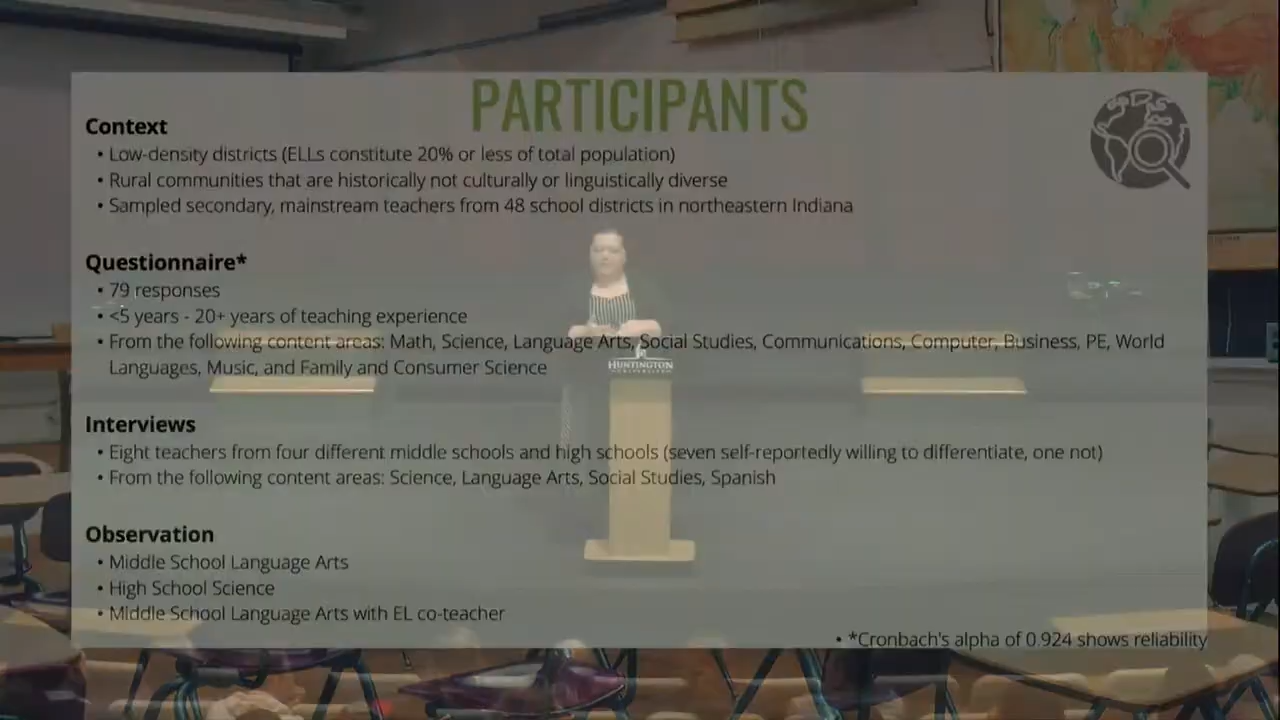 PARTICIPANTS
Context
• Low-density districts (ELLs constitute 20% or less of total population)
• Rural communities that are historically not culturally or linguistically diverse
• Sampled secondary, mainstream teachers from 48 school districts in northeastern Indiana
Questionnaire*
• 79 responses
• <5 years - 20+ years of teaching experience
• From the following content areas: Math, Science, Language Arts, Social Studies, Communications, Computer, Business, PE, World
Languages, Music, and Family and Consumer Science
HUNTINGTON
Interviews
• Eight teachers from four different middle schools and high schools (seven self-reportedly willing to differentiate, one not)
• From the following content areas: Science, Language Arts, Social Studies, Spanish
Observation
• Middle School Language Arts
• High School Science
• Middle School Language Arts with EL co-teacher
• *Cronbach's alpha of 0.924 shows reliability